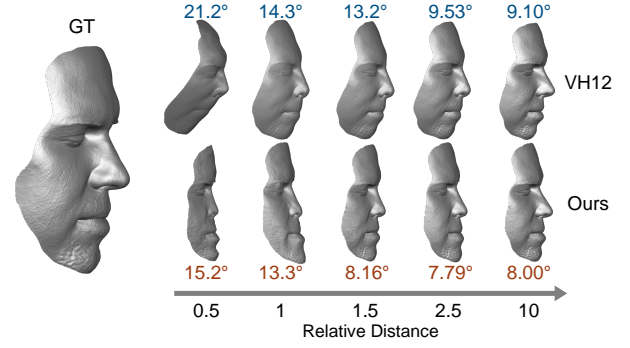 GT
21.2° 14.3° 13.2° 9.53° 9.10°
VH12
Ours
15.2° 13.3° 8.16° 7.79° 8.00°
0.5 1 1.5 2.5 10
Relative Distance